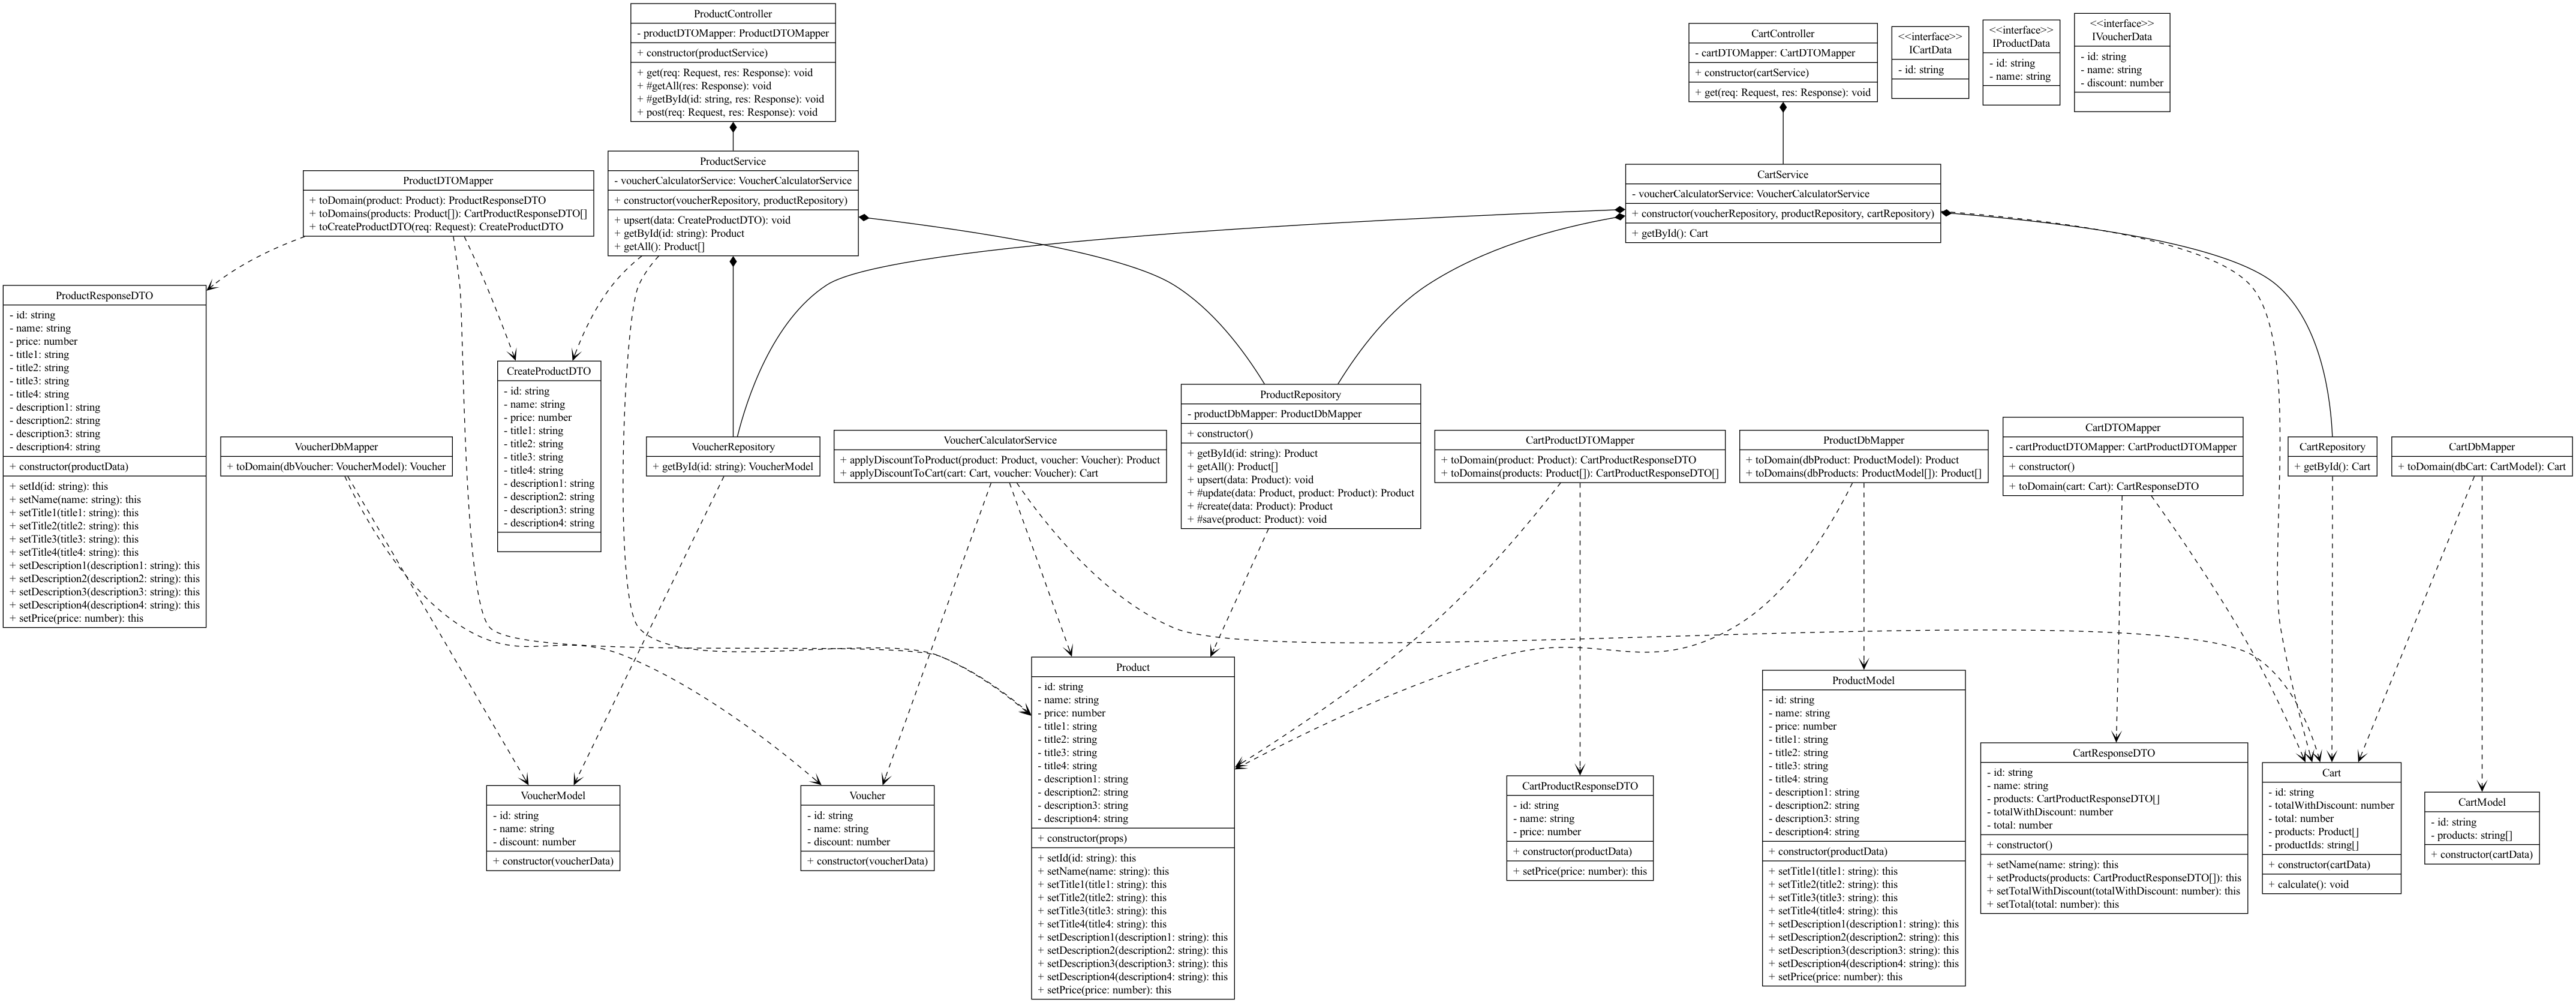 ProductController
- productDTOMapper: ProductDTOMapper
+ constructor(productService)
+ get(req: Request, res: Response): void
+ #getAll(res: Response): void
+ #getById(id: string, res: Response): void
+ post(req: Request, res: Response): void
CartController
- cartDTOMapper: CartDTOMapper
+ constructor(cartService)
+ get(req: Request, res: Response): void
<<interface>>
ICartData
- id: string
<<interface>>
IProductData
- id: string
- name: string
<<interface>>
IVoucherData
- id: string
- name: string
- discount: number
ProductDTOMapper
+ toDomain(product: Product): ProductResponseDTO
+ toDomains(products: Product[]): CartProductResponseDTO[]
+ toCreateProductDTO(req: Request): CreateProductDTO
ProductService
- voucherCalculatorService: VoucherCalculatorService
+ constructor(voucherRepository, productRepository)
+ upsert(data: CreateProductDTO): void
+ getById(id: string): Product
+ getAll(): Product[]
CartService
- voucherCalculatorService: VoucherCalculatorService
+ constructor(voucherRepository, productRepository, cartRepository)
+ getById(): Cart
ProductResponseDTO
- id: string
- name: string
- price: number
- title1: string
- title2: string
- title3: string
- title4: string
- description1: string
- description2: string
- description3: string
- description4: string
+ constructor(productData)
+ setId(id: string): this
+ setName(name: string): this
+ setTitle1(title1: string): this
+ setTitle2(title2: string): this
+ setTitle3(title3: string): this
+ setTitle4(title4: string): this
+ setDescription1(description1: string): this
+ setDescription2(description2: string): this
+ setDescription3(description3: string): this
+ setDescription4(description4: string): this
+ setPrice(price: number): this
VoucherDbMapper
+ toDomain(dbVoucher: VoucherModel): Voucher
CreateProductDTO
- id: string
- name: string
- price: number
- title1: string
- title2: string
- title3: string
- title4: string
- description1: string
- description2: string
- description3: string
- description4: string
VoucherRepository
+ getById(id: string): VoucherModel
VoucherCalculatorService
+ applyDiscountToProduct(product: Product, voucher: Voucher): Product
+ applyDiscountToCart(cart: Cart, voucher: Voucher): Cart
ProductRepository
- productDbMapper: ProductDbMapper
+ constructor()
+ getById(id: string): Product
+ getAll(): Product[]
+ upsert(data: Product): void
+ #update(data: Product, product: Product): Product
+ #create(data: Product): Product
+ #save(product: Product): void
CartProductDTOMapper
+ toDomain(product: Product): CartProductResponseDTO
+ toDomains(products: Product[]): CartProductResponseDTO[]
ProductDbMapper
+ toDomain(dbProduct: ProductModel): Product
+ toDomains(dbProducts: ProductModel[]): Product[]
CartDTOMapper
- cartProductDTOMapper: CartProductDTOMapper
+ constructor()
+ toDomain(cart: Cart): CartResponseDTO
CartRepository
+ getById(): Cart
CartDbMapper
+ toDomain(dbCart: CartModel): Cart
VoucherModel
- id: string
- name: string
- discount: number
+ constructor(voucherData)
Voucher
- id: string
- name: string
- discount: number
+ constructor(voucherData)
Product
- id: string
- name: string
- price: number
- title1: string
- title2: string
- title3: string
- title4: string
- description1: string
- description2: string
- description3: string
- description4: string
+ constructor(props)
+ setId(id: string): this
+ setName(name: string): this
+ setTitle1(title1: string): this
+ setTitle2(title2: string): this
+ setTitle3(title3: string): this
+ setTitle4(title4: string): this
+ setDescription1(description1: string): this
+ setDescription2(description2: string): this
+ setDescription3(description3: string): this
+ setDescription4(description4: string): this
+ setPrice(price: number): this
CartProductResponseDTO
- id: string
- name: string
- price: number
+ constructor(productData)
+ setPrice(price: number): this
ProductModel
- id: string
- name: string
- price: number
- title1: string
- title2: string
- title3: string
- title4: string
- description1: string
- description2: string
- description3: string
- description4: string
+ constructor(productData)
+ setTitle1(title1: string): this
+ setTitle2(title2: string): this
+ setTitle3(title3: string): this
+ setTitle4(title4: string): this
+ setDescription1(description1: string): this
+ setDescription2(description2: string): this
+ setDescription3(description3: string): this
+ setDescription4(description4: string): this
+ setPrice(price: number): this
CartResponseDTO
- id: string
- name: string
- products: CartProductResponseDTO[]
- totalWithDiscount: number
- total: number
+ constructor()
+ setName(name: string): this
+ setProducts(products: CartProductResponseDTO[]): this
+ setTotalWithDiscount(totalWithDiscount: number): this
+ setTotal(total: number): this
Cart
- id: string
- totalWithDiscount: number
- total: number
- products: Product[]
- productIds: string[]
+ constructor(cartData)
+ calculate(): void
CartModel
- id: string
- products: string[]
+ constructor(cartData)